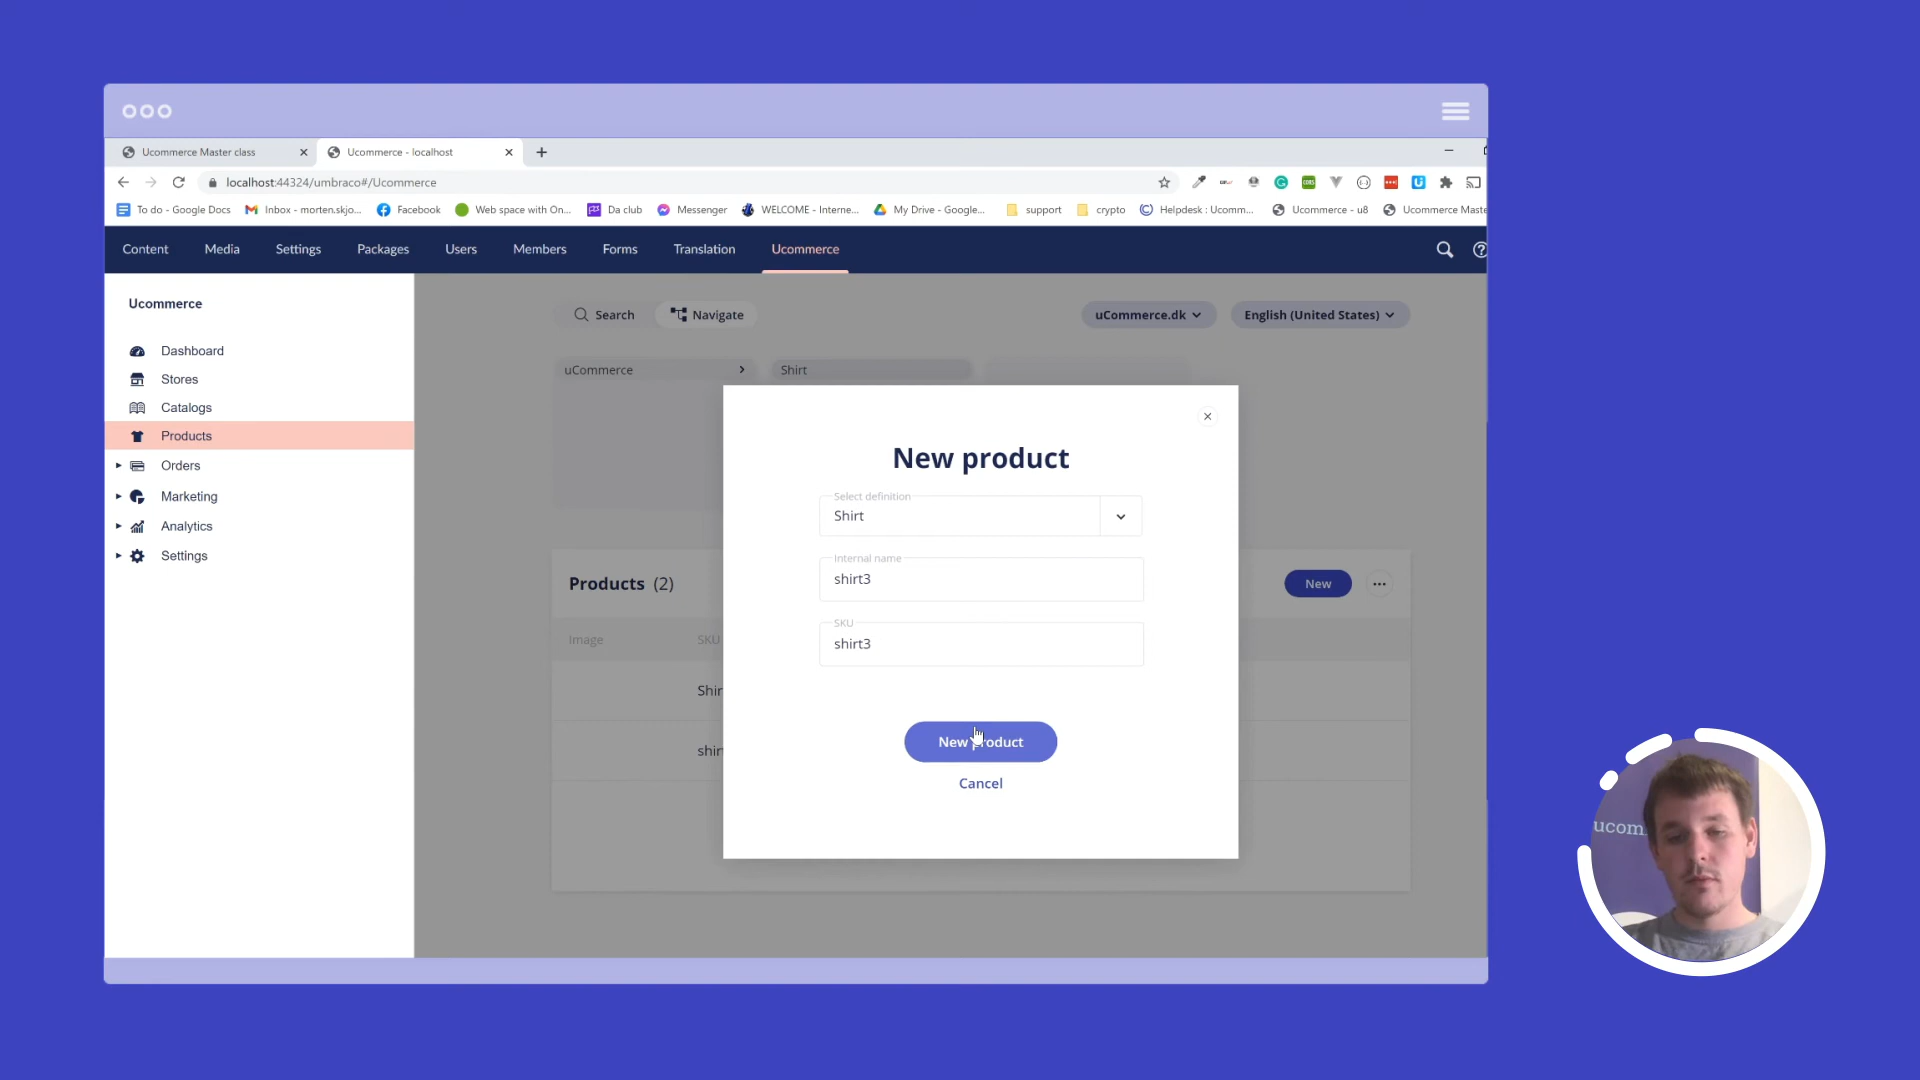 Ucommerce Master class
Ucommerce - localhost
localhost:44324/umbraco#/Ucommerce
To do - Google Docs
Inbox - morten.skjo...
Facebook
Web space with On...
Da club
Messenger
WELCOME - Interne...
My Drive - Google...
support
crypto
Helpdesk : Ucomm...
Ucommerce - u8
Ucommerce Maste
Content Media Settings Packages Users Members Forms Translation Ucommerce
Ucommerce
Dashboard
Stores
Catalogs
Products
Orders
Marketing
Analytics
Settings
Search
Navigate
uCommerce.dk
English (United States)
uCommerce
Shirt
Products (2)
New
Image
SKU
Shir
shir
New product
Select definition
Shirt
Internal name
shirt3
SKU
shirt3
New product
Cancel
ucom